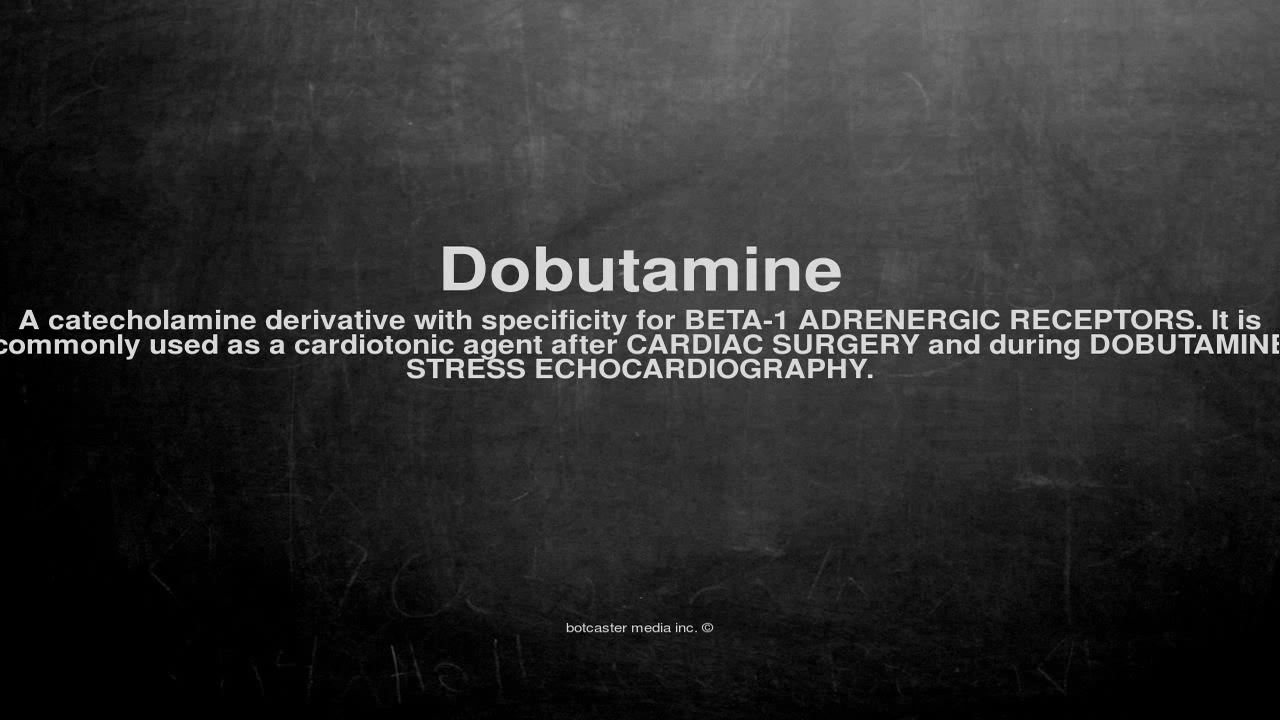 Dobutamine
A catecholamine derivative with specificity for BETA-1 ADRENERGIC RECEPTORS. It is
commonly used as a cardiotonic agent after CARDIAC SURGERY and during DOBUTAMINE
STRESS ECHOCARDIOGRAPHY.
botcaster media inc. ©